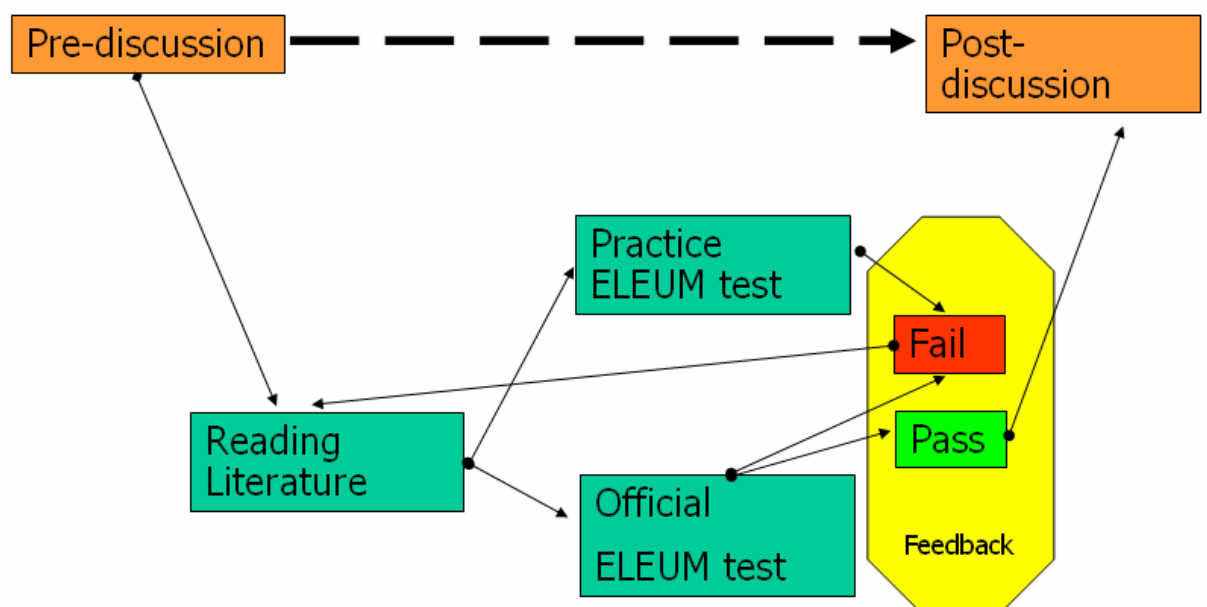 Pre-discussion
Post-
discussion
Practice
ELEUM test
Fail
Reading
Literature
Pass
Official
ELEUM test
Feedback